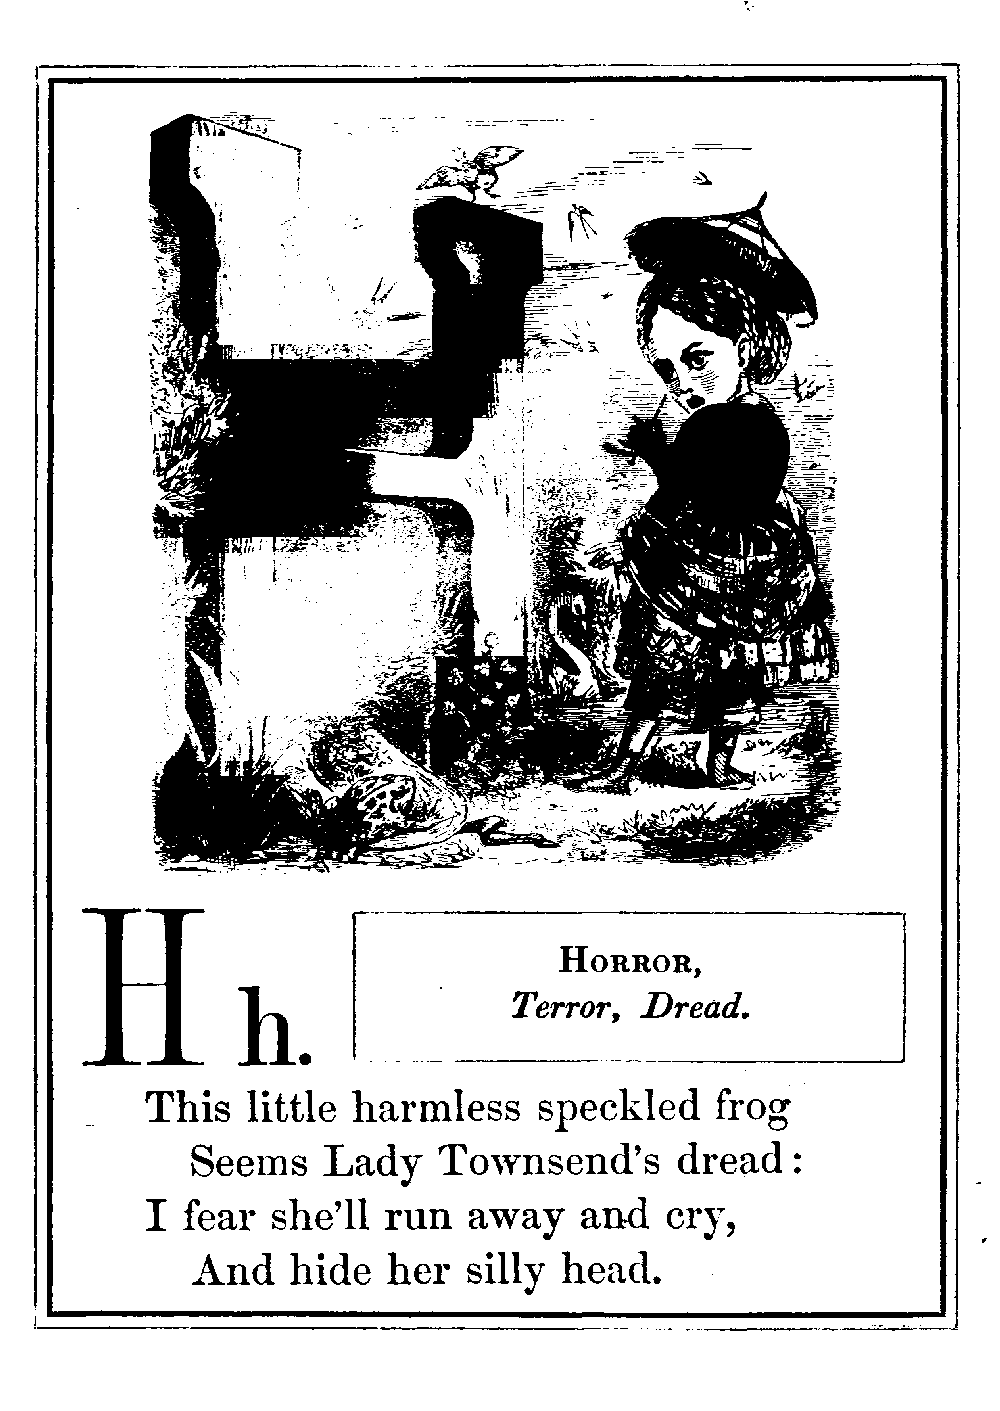 H h.
HORROR,
Terror, Dread.
This little harmless speckled frog
Seems Lady Townsend's dread:
I fear she'll run away and cry,
And hide her silly head.